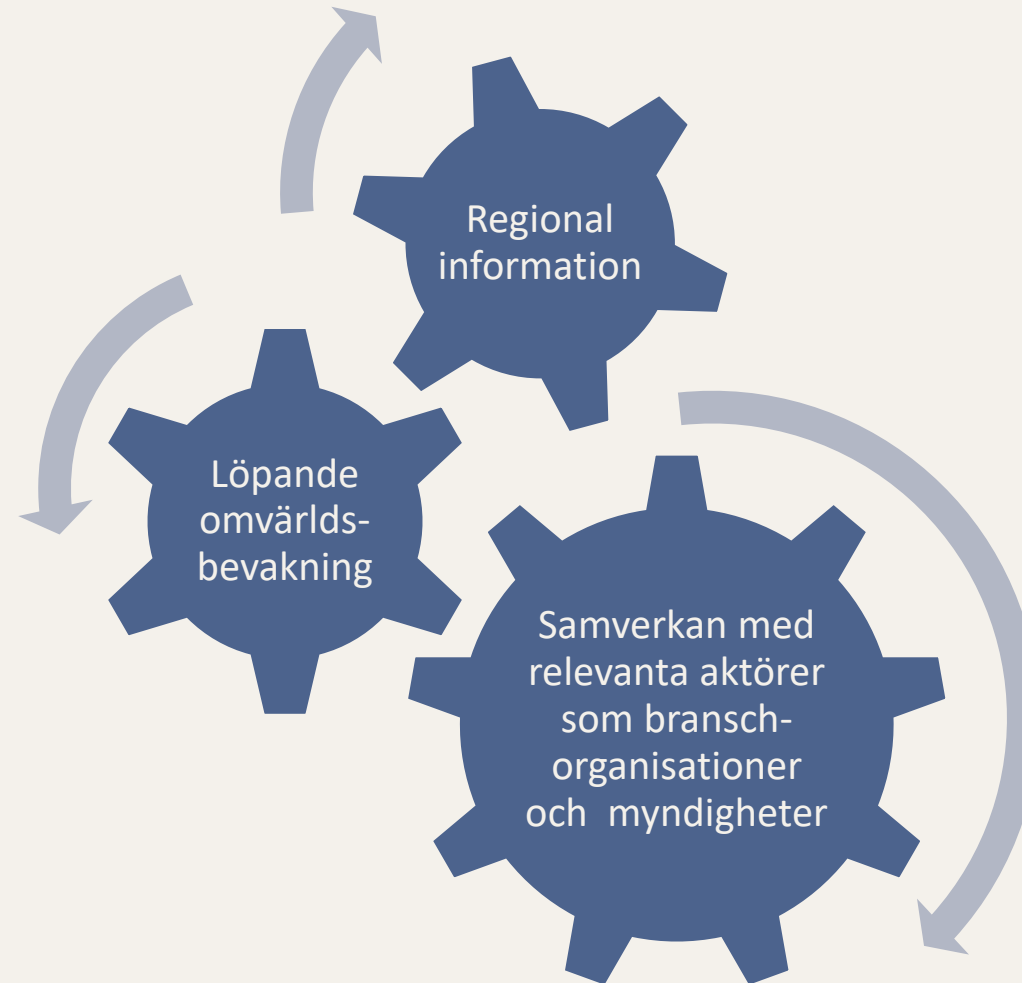 Regional
information
Löpande
omvärlds-
bevakning
Samverkan med
relevanta aktörer
som bransch-
organisationer
och  myndigheter